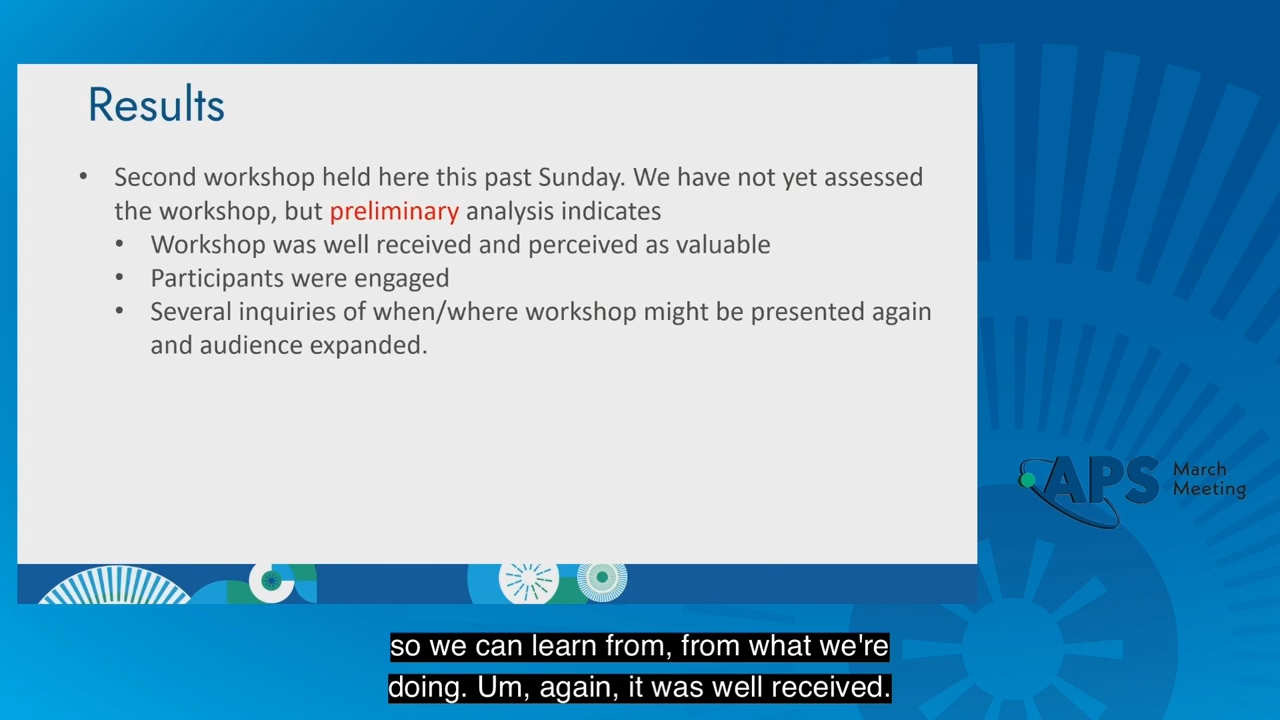 Results
• Second workshop held here this past Sunday. We have not yet assessed
the workshop, but preliminary analysis indicates
• Workshop was well received and perceived as valuable
• Participants were engaged
• Several inquiries of when/where workshop might be presented again
and audience expanded.
APS March
Meeting
so we can learn from, from what we're
doing. Um, again, it was well received.